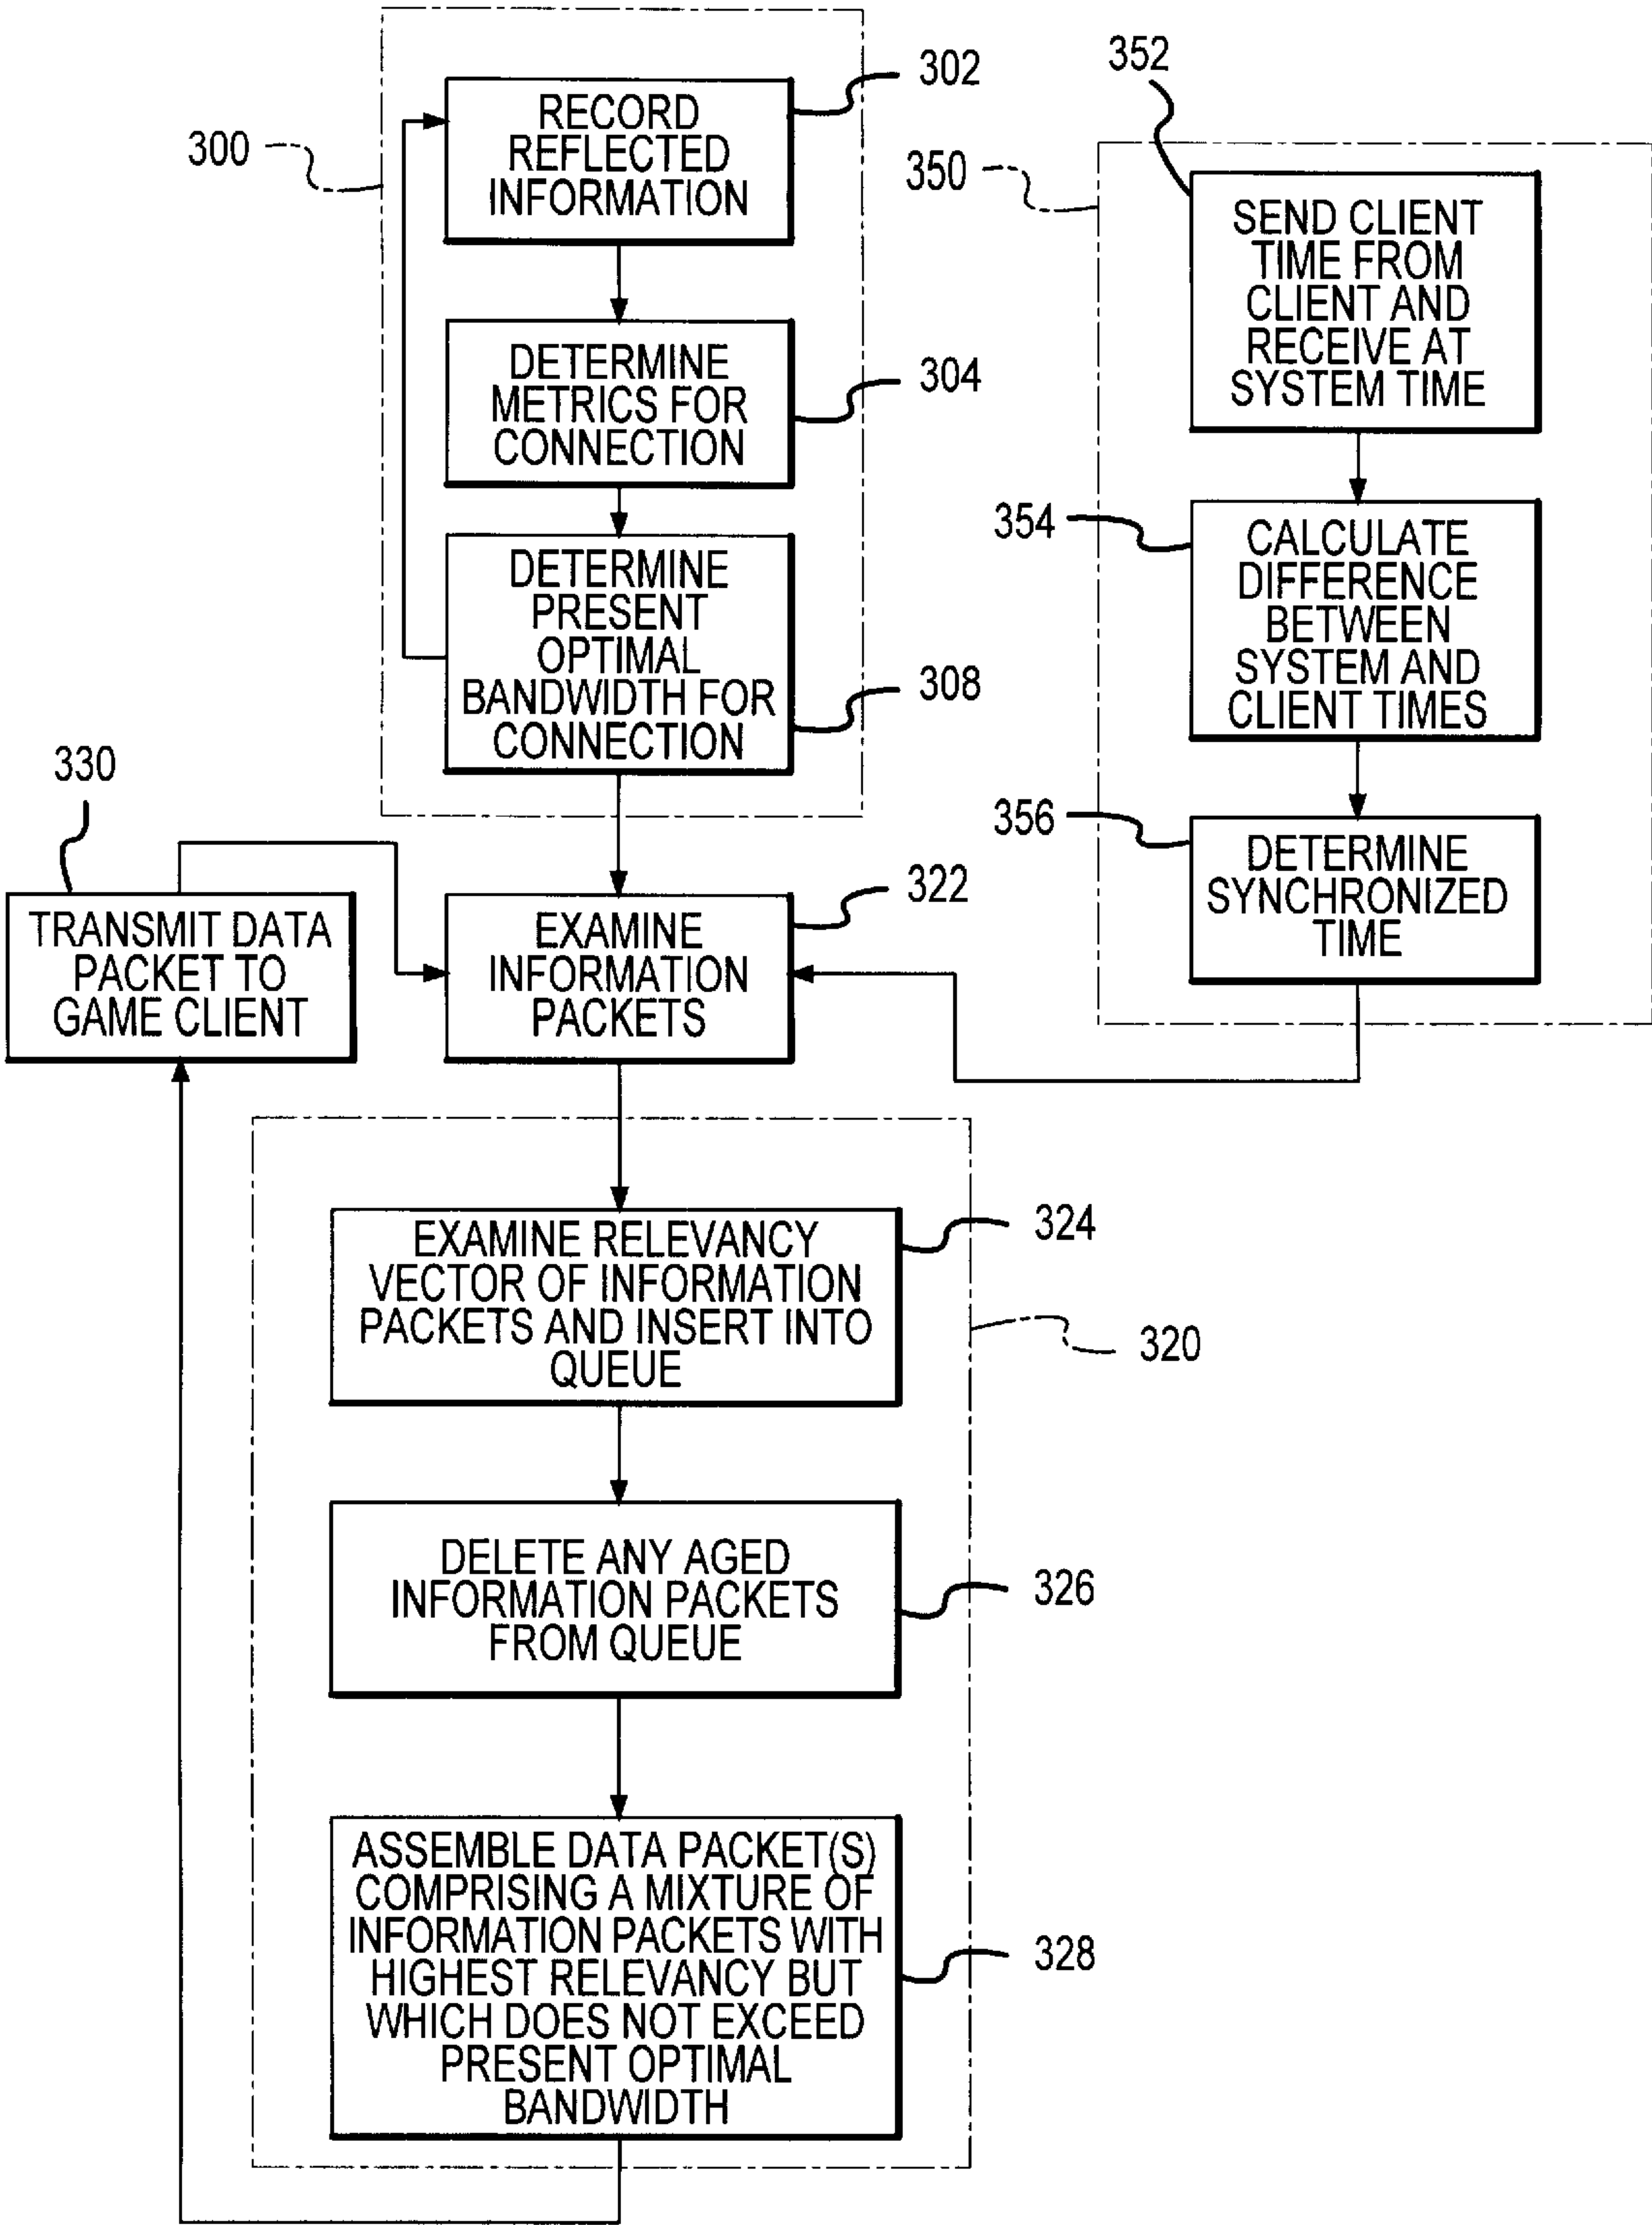 300
302
RECORD
REFLECTED
INFORMATION
304
DETERMINE
METRICS FOR
CONNECTION
308
DETERMINE
PRESENT
OPTIMAL
BANDWIDTH FOR
CONNECTION
350
352
SEND CLIENT
TIME FROM
CLIENT AND
RECEIVE AT
SYSTEM TIME
354
CALCULATE
DIFFERENCE
BETWEEN
SYSTEM AND
CLIENT TIMES
356
DETERMINE
SYNCHRONIZED
TIME
330
TRANSMIT DATA
PACKET TO
GAME CLIENT
322
EXAMINE
INFORMATION
PACKETS
320
324
EXAMINE RELEVANCY
VECTOR OF INFORMATION
PACKETS AND INSERT INTO
QUEUE
326
DELETE ANY AGED
INFORMATION PACKETS
FROM QUEUE
328
ASSEMBLE DATA PACKET(S)
COMPRISING A MIXTURE OF
INFORMATION PACKETS WITH
HIGHEST RELEVANCY BUT
WHICH DOES NOT EXCEED
PRESENT OPTIMAL
BANDWIDTH